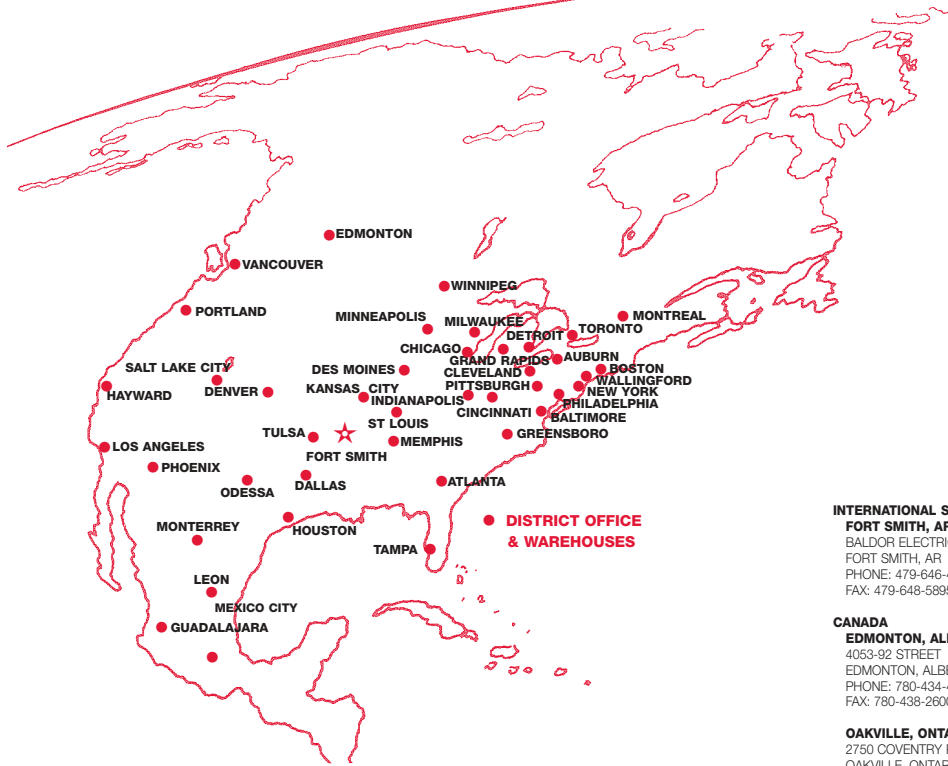 EDMONTON
VANCOUVER
WINNIPEG
PORTLAND
MONTREAL
MINNEAPOLIS
MILWAUKEE
TORONTO
DETROIT
CHICAGO
GRAND RAPIDS
AUBURN
SALT LAKE CITY
DES MOINES
CLEVELAND
BOSTON
WALLINGFORD
HAYWARD
DENVER
KANSAS CITY
PITTSBURGH
NEW YORK
INDIANAPOLIS
PHILADELPHIA
CINCINNATI
BALTIMORE
ST LOUIS
TULSA
GREENSBORO
LOS ANGELES
MEMPHIS
FORT SMITH
PHOENIX
ODESSA
DALLAS
ATLANTA
DISTRICT OFFICE
& WAREHOUSES
MONTERREY
HOUSTON
TAMPA
LEON
MEXICO CITY
GUADALAJARA
INTERNATIONAL S
FORT SMITH, AR
BALDOR ELECTRI
FORT SMITH, AR
PHONE: 479-646-
FAX: 479-648-589
CANADA
EDMONTON, AL
4053-92 STREET
EDMONTON, ALB
PHONE: 780-434-
FAX: 780-438-2600
OAKVILLE, ONTA
2750 COVENTRY
OAKVILLE, ONTAR